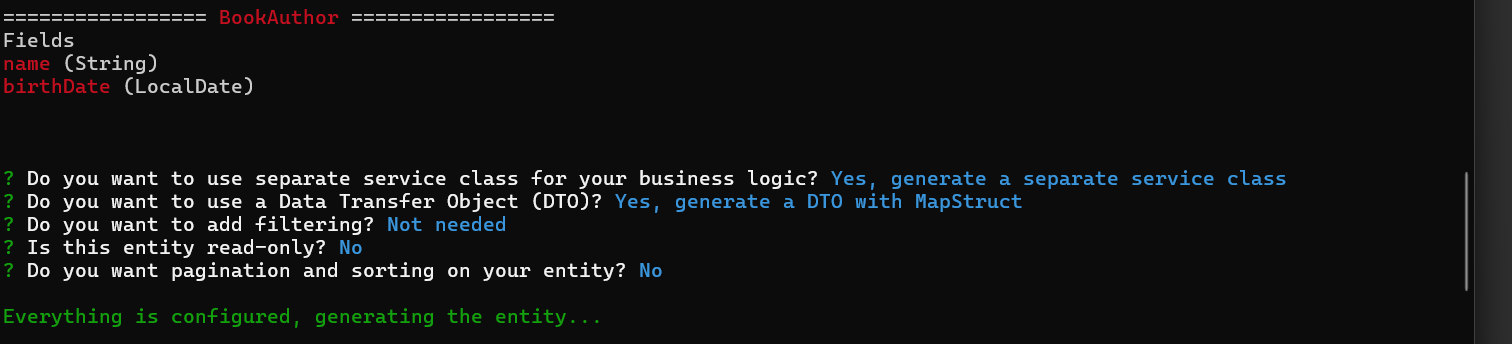 ================= BookAuthor =================
Fields
name (String)
birthDate (LocalDate)
? Do you want to use separate service class for your business logic? Yes, generate a separate service class
? Do you want to use a Data Transfer Object (DTO)? Yes, generate a DTO with MapStruct
? Do you want to add filtering? Not needed
? Is this entity read-only? No
? Do you want pagination and sorting on your entity? No
Everything is configured, generating the entity...